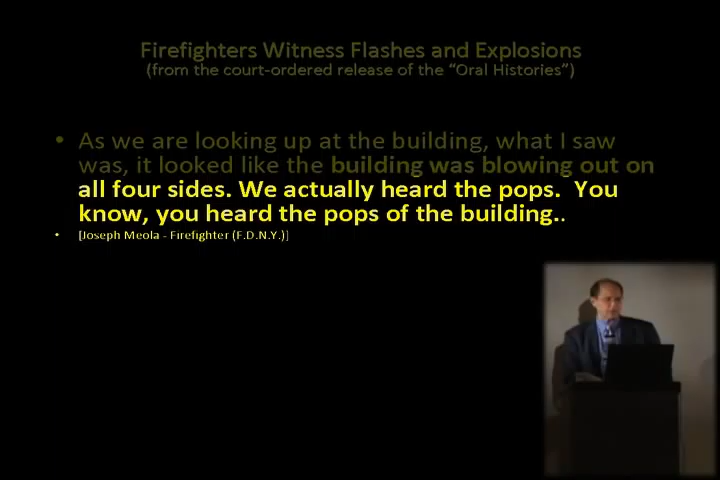 Firefighters Witness Flashes and Explosions
(from the court-ordered release of the “Oral Histories”)
• As we are looking up at the building, what I saw
was, it looked like the building was blowing out on
all four sides. We actually heard the pops.  You
know, you heard the pops of the building..
• [Joseph Meola - Firefighter (F.D.N.Y.)]